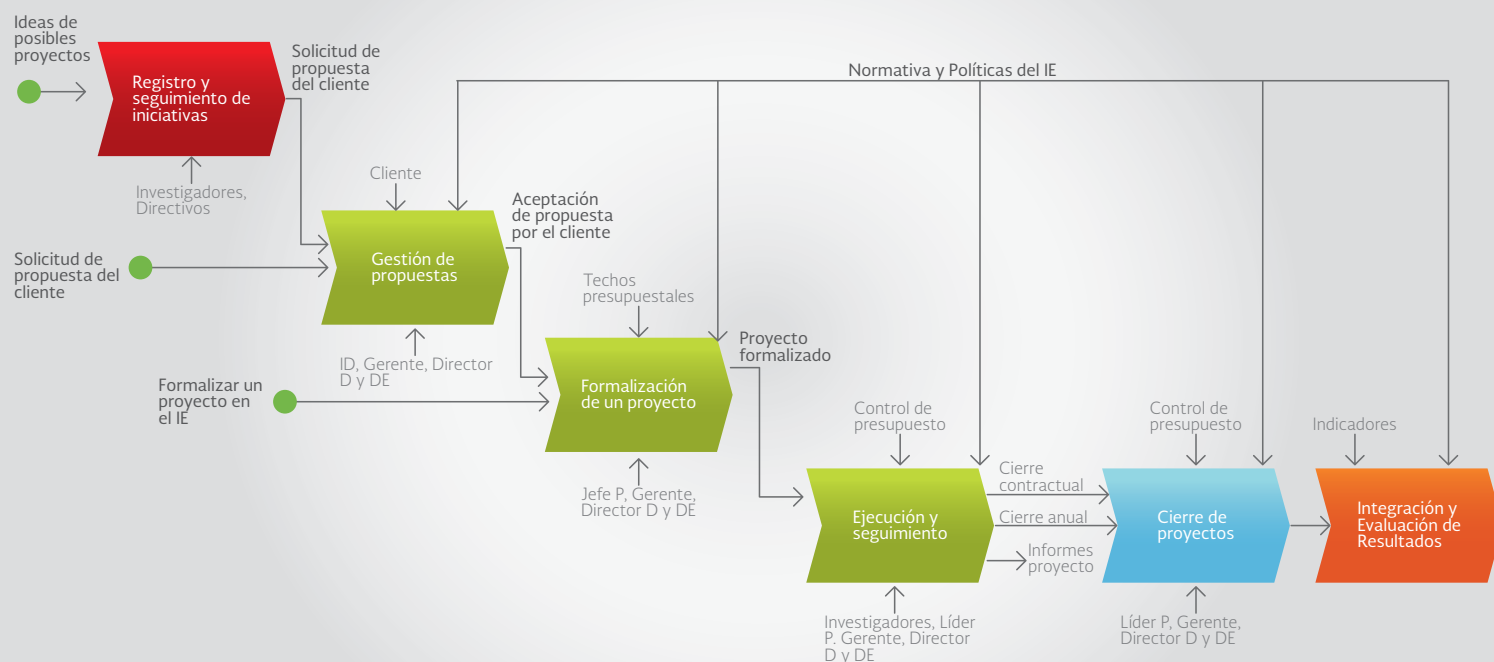 Ideas de
posibles
proyectos
Registro y
seguimiento de
iniciativas
Solicitud de
propuesta
del cliente
Normativa y Políticas del IE
Investigadores,
Directivos
Cliente
Aceptación
de propuesta
por el cliente
Solicitud de
propuesta del
cliente
Gestión de
propuestas
Techos
presupuestales
ID, Gerente, Director
D y DE
Proyecto
formalizado
Formalizar un
proyecto en
el IE
Formalización
de un proyecto
Jefe P, Gerente,
Director D y DE
Control de
presupuesto
Control de
presupuesto
Indicadores
Ejecución y
seguimiento
Cierre
contractual
Cierre anual
Informes
proyecto
Cierre de
proyectos
Integración y
Evaluación de
Resultados
Investigadores, Líder
P. Gerente, Director
D y DE
Líder P, Gerente,
Director D y DE